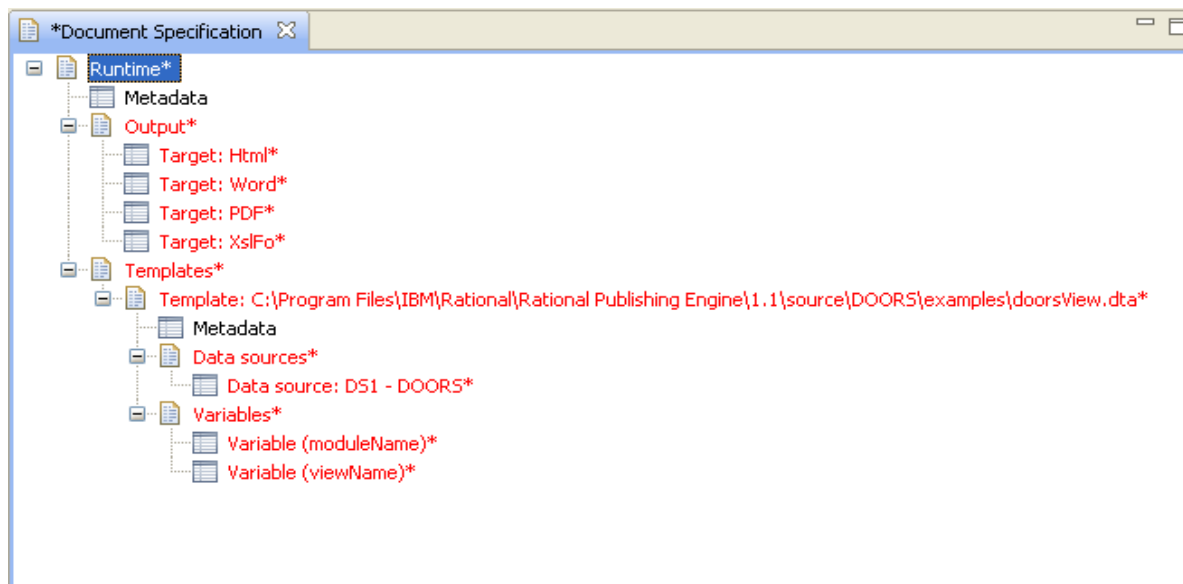 *Document Specification
Runtime*
Metadata
Output*
Target: Html*
Target: Word*
Target: PDF*
Target: XslFo*
Templates*
Template: C:\Program Files\IBM\Rational\Rational Publishing Engine\1.1\source\DOORS\examples\doorsView.dta*
Metadata
Data sources*
Data source: DS1 - DOORS*
Variables*
Variable (moduleName)*
Variable (viewName)*